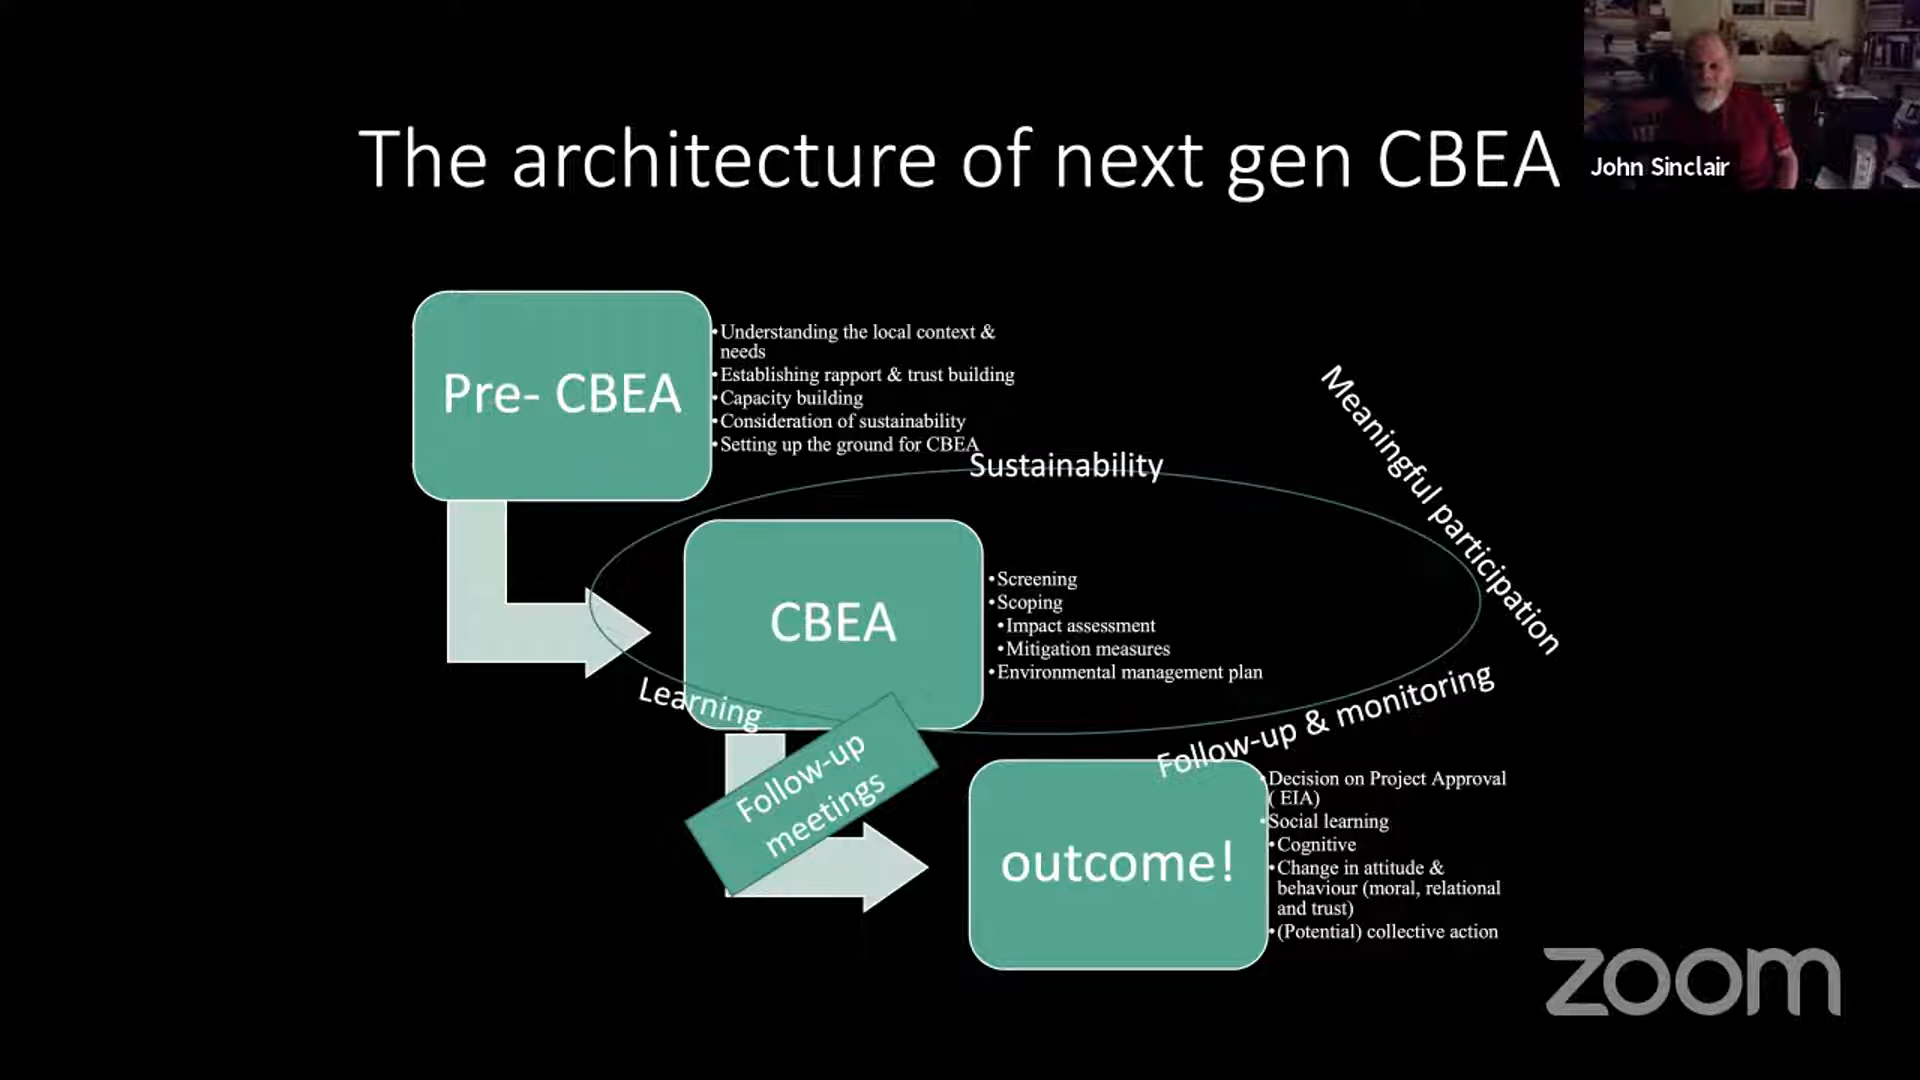 The architecture of next gen CBEA
John Sinclair
Pre- CBEA
•Understanding the local context &
needs
•Establishing rapport & trust building
•Capacity building
•Consideration of sustainability
•Setting up the ground for CBEA
Sustainability
Meaningful participation
CBEA
•Screening
•Scoping
•Impact assessment
•Mitigation measures
•Environmental management plan
Learning
Follow-up & monitoring
Follow-up
meetings
outcome!
•Decision on Project Approval
( EIA)
•Social learning
•Cognitive
•Change in attitude &
behaviour (moral, relational
and trust)
•(Potential) collective action
zoom